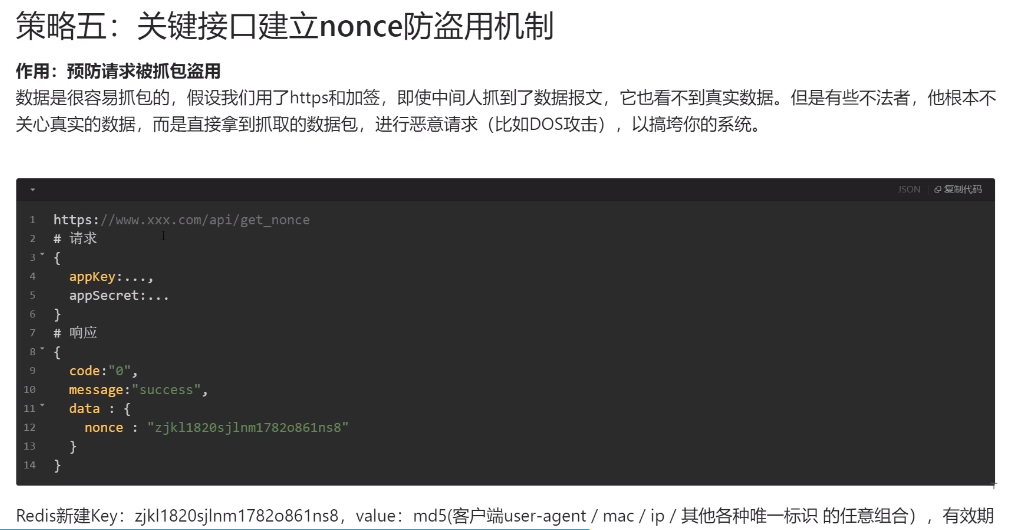 策略五：关键接口建立nonce防盗用机制
作用：预防请求被抓包盗用
数据是很容易抓包的，假设我们用了https和加签，即使中间人抓到了数据报文，它也看不到真实数据。但是有些不法者，他根本不
关心真实的数据，而是直接拿到抓取的数据包，进行恶意请求（比如DOS攻击），以搞垮你的系统。
JSON 复制代码
1 https://www.xxx.com/api/get_nonce
2 # 请求
3 {
4 appKey:...,
5 appSecret:...
6 }
7 # 响应
8 {
9 code:"0",
10 message:"success",
11 data : {
12 nonce : "zjkl1820sjlnm1782o861ns8"
13 }
14 }
Redis新建Key：zjkl1820sjlnm1782o861ns8，value：md5(客户端user-agent / mac / ip / 其他各种唯一标识 的任意组合），有效期